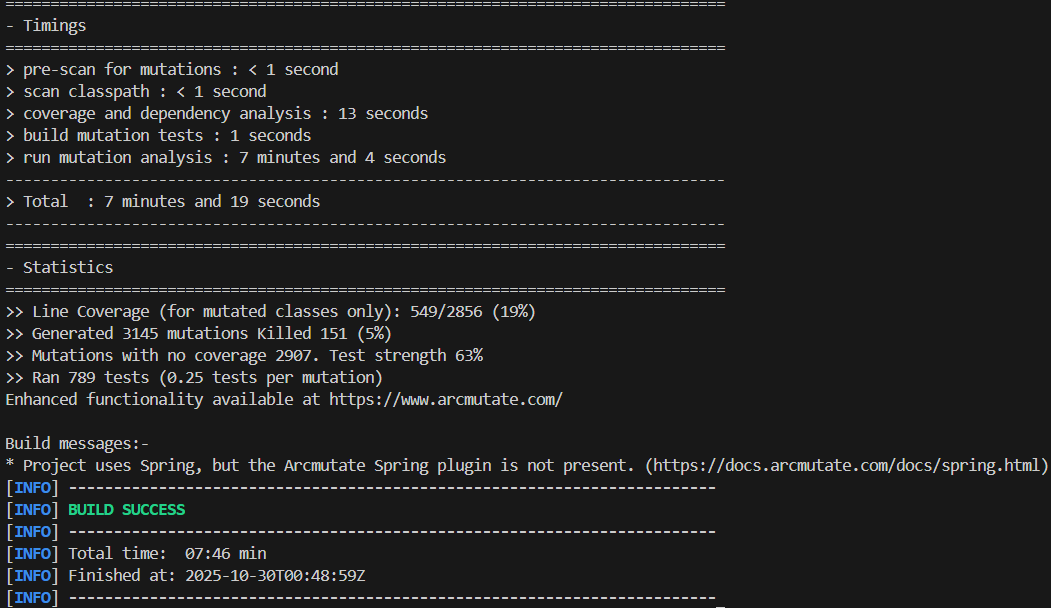 ================================================================================
- Timings
================================================================================
> pre-scan for mutations : < 1 second
> scan classpath : < 1 second
> coverage and dependency analysis : 13 seconds
> build mutation tests : 1 seconds
> run mutation analysis : 7 minutes and 4 seconds
--------------------------------------------------------------------------------
> Total  : 7 minutes and 19 seconds
--------------------------------------------------------------------------------
================================================================================
- Statistics
================================================================================
>> Line Coverage (for mutated classes only): 549/2856 (19%)
>> Generated 3145 mutations Killed 151 (5%)
>> Mutations with no coverage 2907. Test strength 63%
>> Ran 789 tests (0.25 tests per mutation)
Enhanced functionality available at https://www.arcmutate.com/

Build messages:-
* Project uses Spring, but the Arcmutate Spring plugin is not present. (https://docs.arcmutate.com/docs/spring.html)
[INFO] ------------------------------------------------------------------------
[INFO] BUILD SUCCESS
[INFO] ------------------------------------------------------------------------
[INFO] Total time:  07:46 min
[INFO] Finished at: 2025-10-30T00:48:59Z
[INFO] ------------------------------------------------------------------------